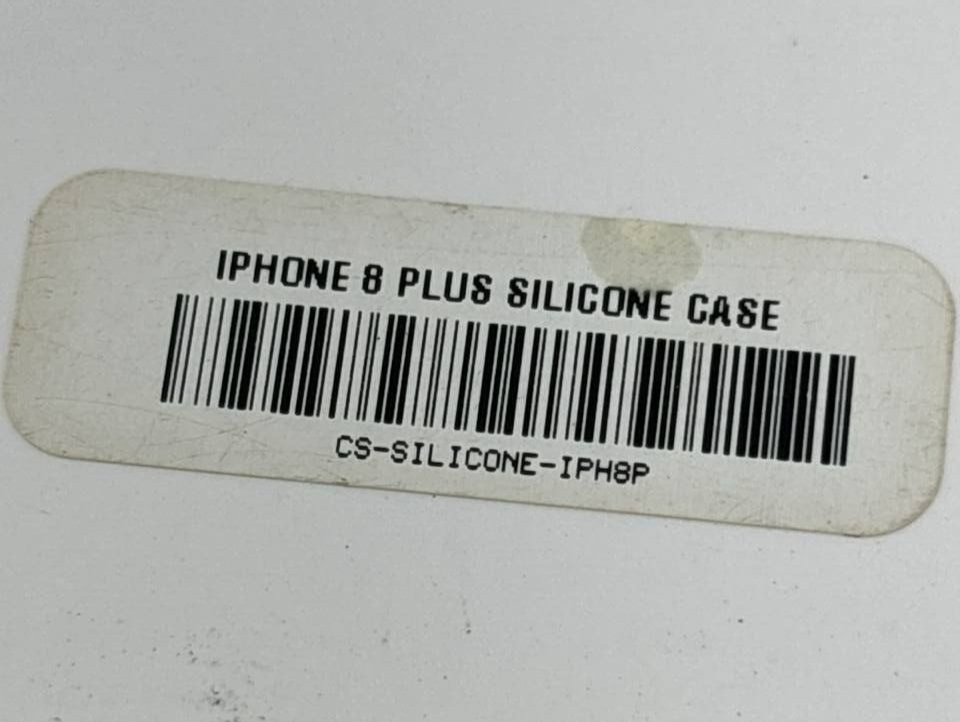 IPHONE 8 PLUS SILICONE CASE
CS-SILICONE-IPH8P